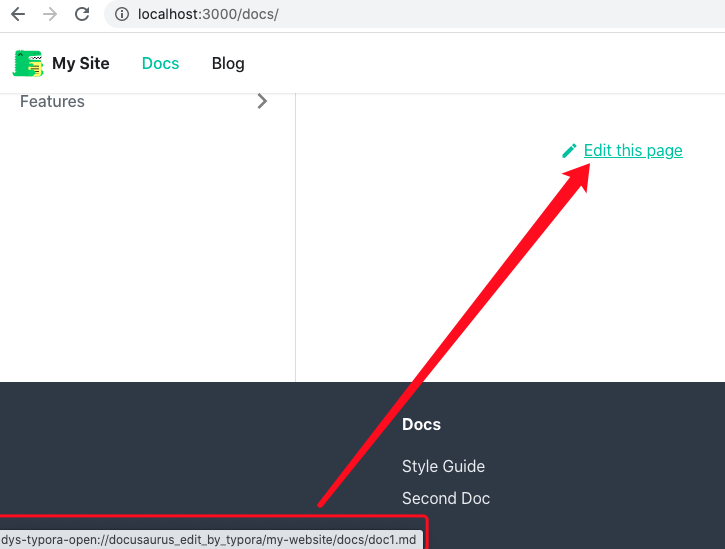 localhost:3000/docs/
My Site Docs Blog
Features
Edit this page
Docs
Style Guide
Second Doc
dys-typora-open://docusaurus_edit_by_typora/my-website/docs/doc1.md